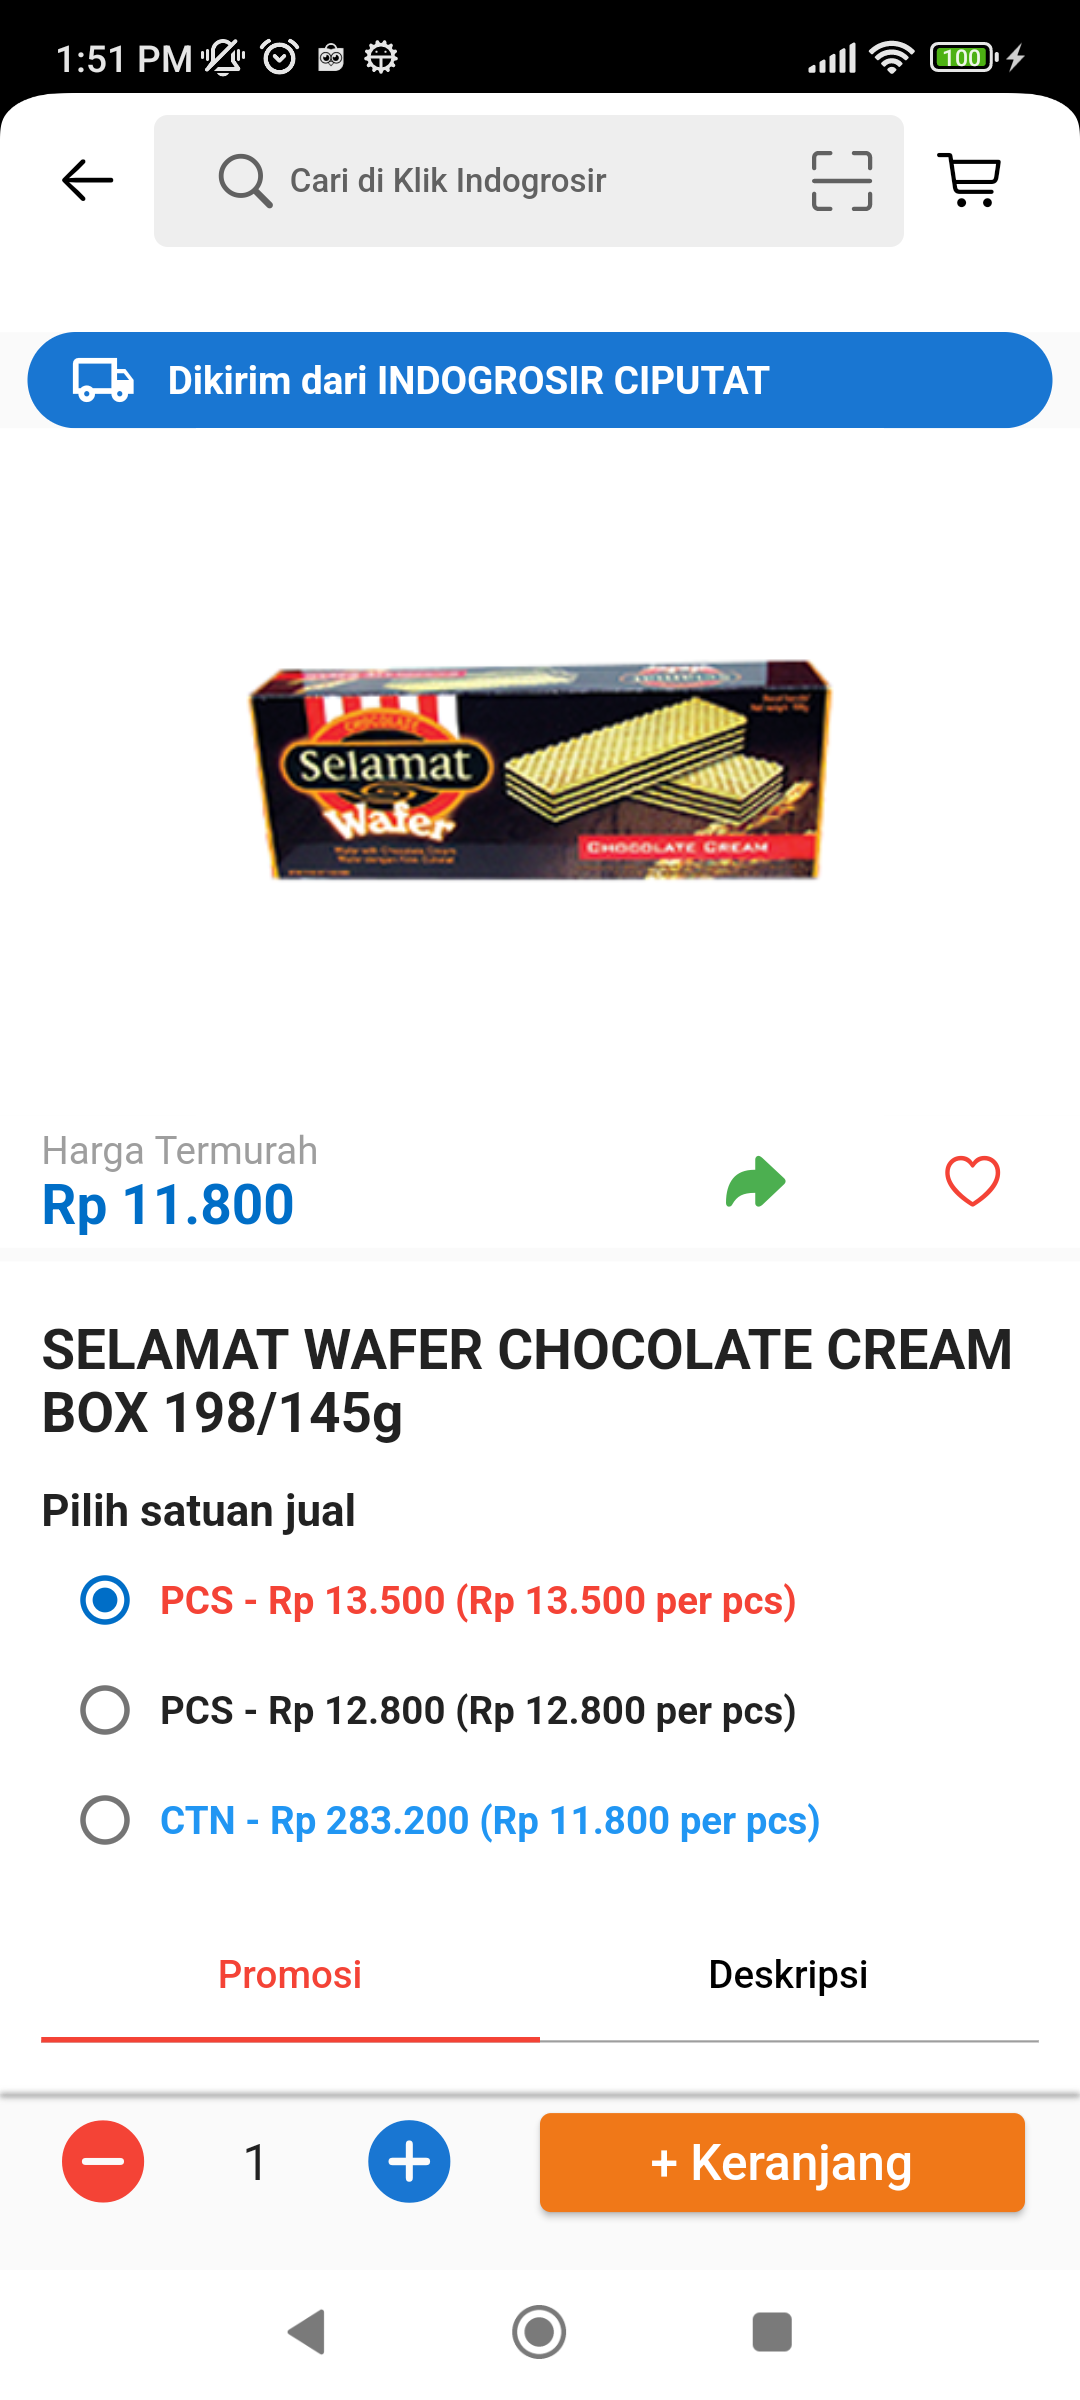 1:51 PM
100
Cari di Klik Indogrosir
Dikirim dari INDOGROSIR CIPUTAT
CHOCOLATE
Selamat
Wafer
CHOCOLATE CREAM
Harga Termurah
Rp 11.800
SELAMAT WAFER CHOCOLATE CREAM
BOX 198/145g
Pilih satuan jual
PCS - Rp 13.500 (Rp 13.500 per pcs)
PCS - Rp 12.800 (Rp 12.800 per pcs)
CTN - Rp 283.200 (Rp 11.800 per pcs)
Promosi Deskripsi
1 + Keranjang